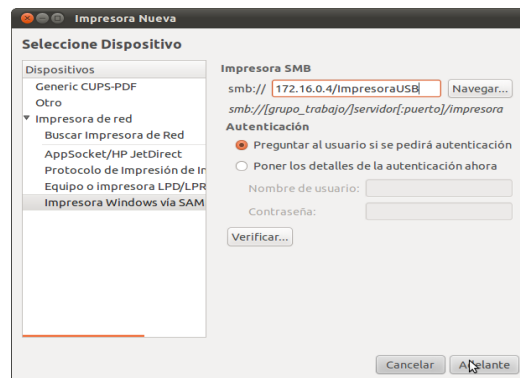 Impresora Nueva
Seleccione Dispositivo
Dispositivos
Generic CUPS-PDF
Otro
Impresora de red
Buscar Impresora de Red
AppSocket/HP JetDirect
Protocolo de Impresión de In
Equipo o impresora LPD/LPR
Impresora Windows vía SAM
Impresora SMB
smb:// 172.16.0.4/ImpresoraUSB Navegar...
smb://[grupo_trabajo/]servidor[:puerto]/impresora
Autenticación
Preguntar al usuario si se pedirá autenticación
Poner los detalles de la autenticación ahora
Nombre de usuario:
Contraseña:
Verificar...
Cancelar Adelante